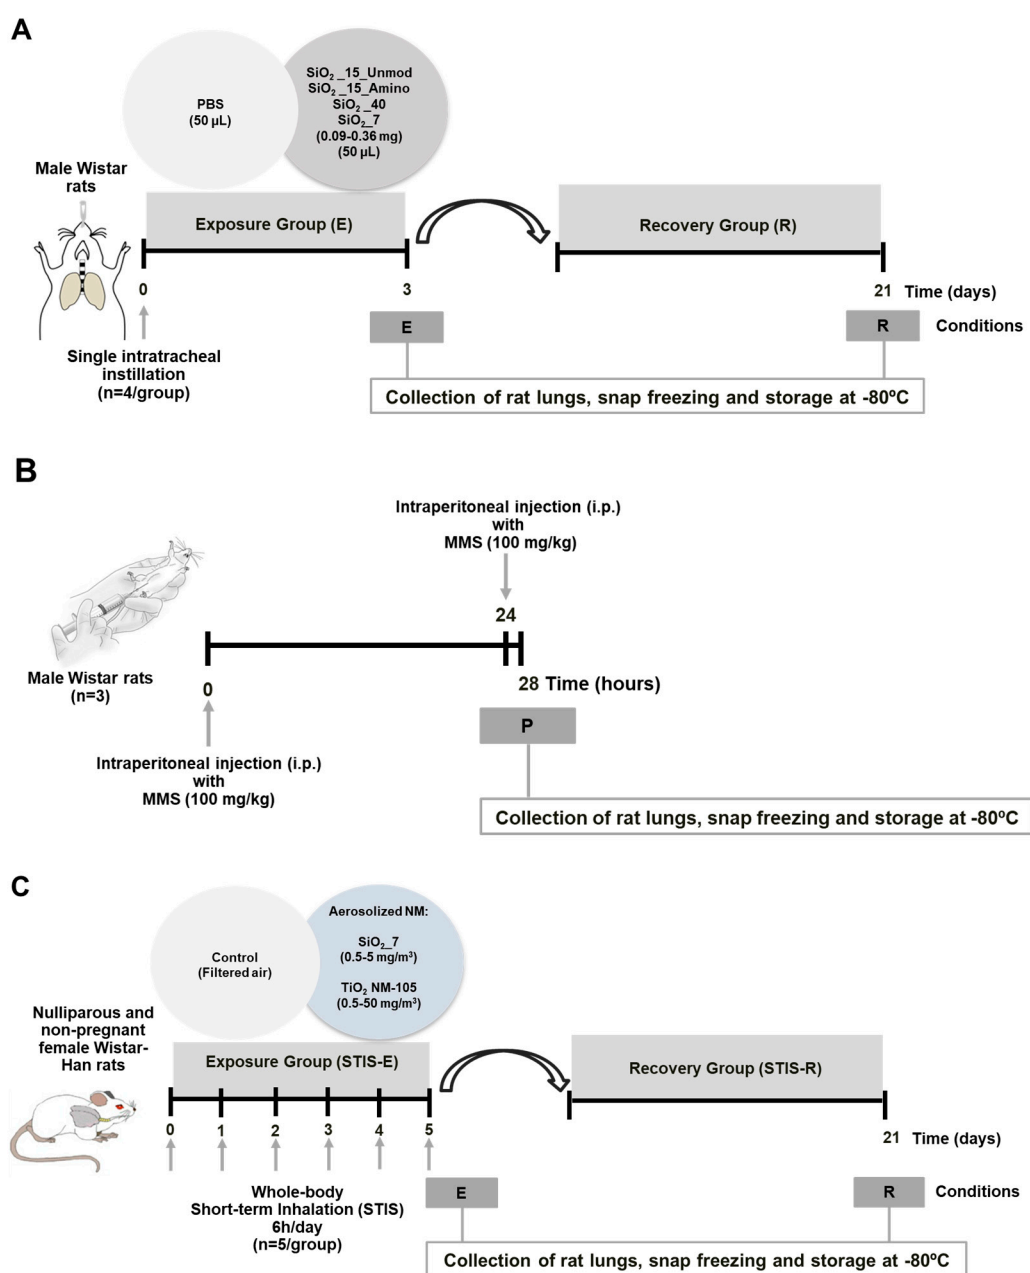 A
PBS
(50 µL)
SiO₂ _15_Unmod
SiO₂ _15_Amino
SiO₂ _40
SiO₂_7
(0.09-0.36 mg)
(50 µL)
Male Wistar
rats
Exposure Group (E)
Recovery Group (R)
0
3
21 Time (days)
E
R
Conditions
Single intratracheal
instillation
(n=4/group)
Collection of rat lungs, snap freezing and storage at -80ºC
B
Intraperitoneal injection (i.p.)
with
MMS (100 mg/kg)
24
Male Wistar rats
(n=3)
0
28 Time (hours)
P
Intraperitoneal injection (i.p.)
with
MMS (100 mg/kg)
Collection of rat lungs, snap freezing and storage at -80ºC
C
Control
(Filtered air)
Aerosolized NM:
SiO₂_7
(0.5-5 mg/m³)
TiO₂ NM-105
(0.5-50 mg/m³)
Nulliparous and
non-pregnant
female Wistar-
Han rats
Exposure Group (STIS-E)
Recovery Group (STIS-R)
0 1 2 3 4 5
21 Time (days)
Whole-body
Short-term Inhalation (STIS)
6h/day
(n=5/group)
E
R
Conditions
Collection of rat lungs, snap freezing and storage at -80ºC